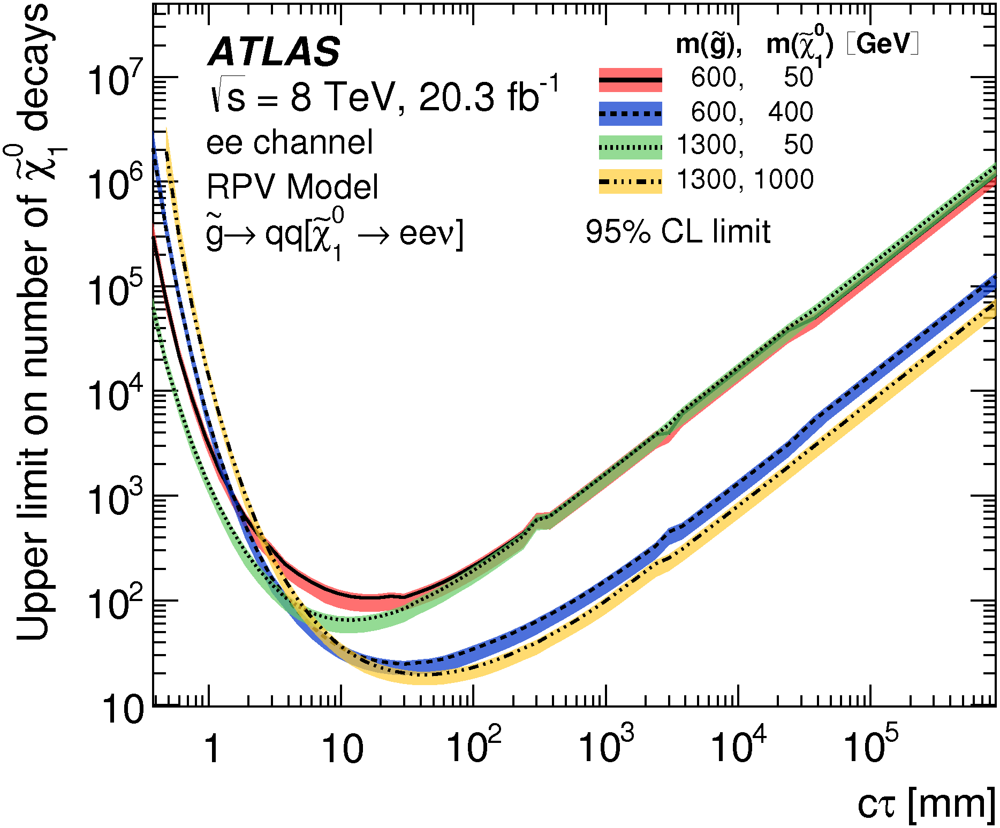 Upper limit on number of χ̃₁⁰ decays
10⁷
10⁶
10⁵
10⁴
10³
10²
10
ATLAS
√s = 8 TeV, 20.3 fb⁻¹
ee channel
RPV Model
g̃→ qq[χ̃₁⁰ → eeν]
m(g̃), m(χ̃₁⁰) [GeV]
600, 50
600, 400
1300, 50
1300, 1000
95% CL limit
1 10 10² 10³ 10⁴ 10⁵
cτ [mm]